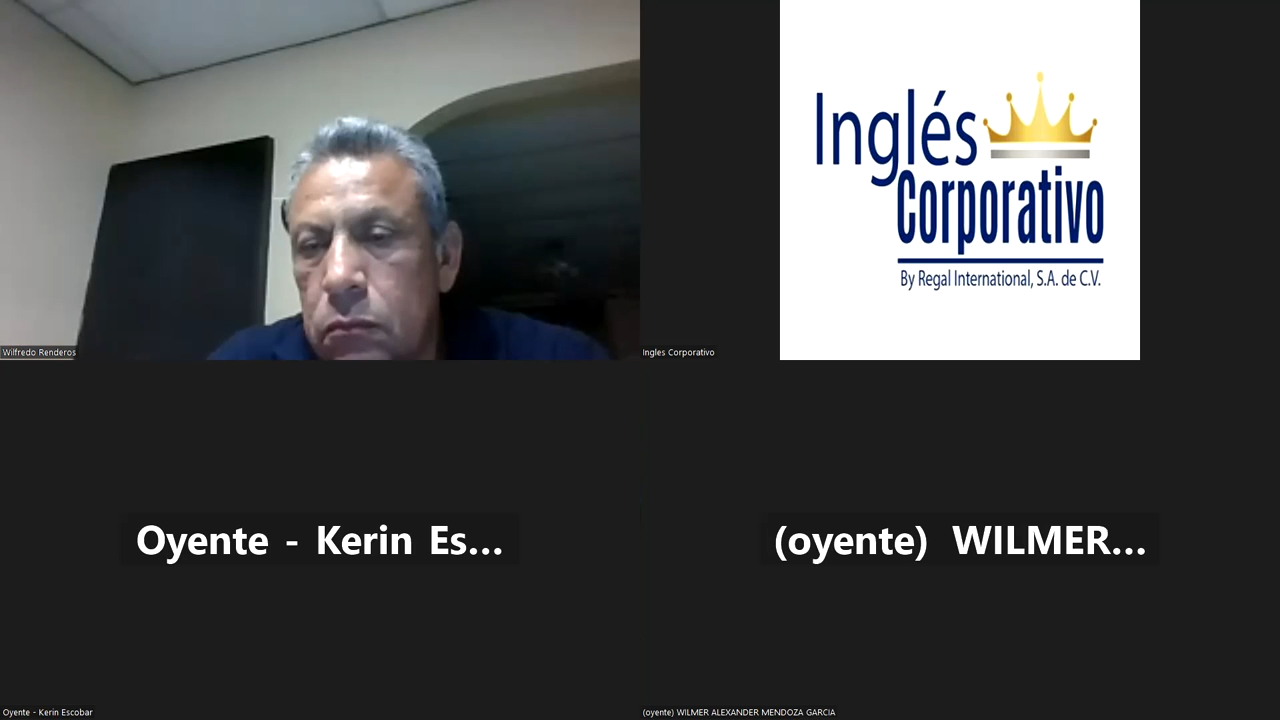 Wilfredo Renderos
Inglés
Corporativo
By Regal International, S.A. de C.V.
Ingles Corporativo
Oyente - Kerin Es...
(oyente) WILMER...
Oyente - Kerin Escobar
(oyente) WILMER ALEXANDER MENDOZA GARCIA